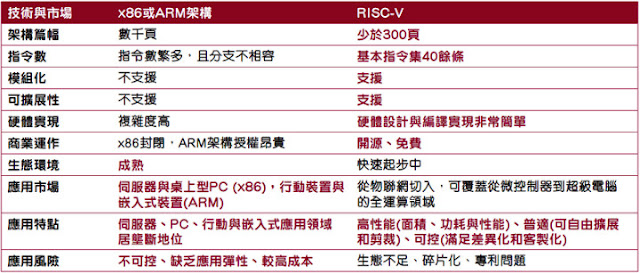 技術與市場 x86或ARM架構 RISC-V
架構篇幅 數千頁 少於300頁
指令數 指令數繁多，且分支不相容 基本指令集40餘條
模組化 不支援 支援
可擴展性 不支援 支援
硬體實現 複雜度高 硬體設計與編譯實現非常簡單
商業運作 x86封閉，ARM架構授權昂貴 開源、免費
生態環境 成熟 快速起步中
應用市場 伺服器與桌上型PC (x86)，行動裝置與 從物聯網切入，可覆蓋從微控制器到超級電腦
嵌入式裝置(ARM) 的全運算領域
應用特點 伺服器、PC、行動與嵌入式應用領域 高性能(面積、功耗與性能)、普適(可自由擴展
居壟斷地位 和剪裁)、可控(滿足差異化和客製化)
應用風險 不可控、缺乏應用彈性、較高成本 生態不足、碎片化、專利問題